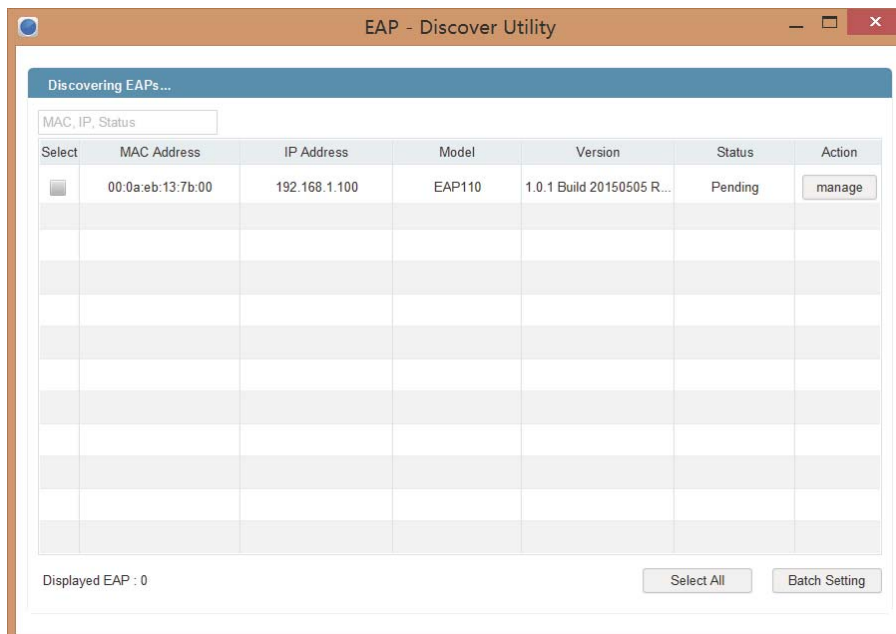 EAP - Discover Utility
Discovering EAPs...
MAC, IP, Status
Select MAC Address IP Address Model Version Status Action
00:0a:eb:13:7b:00 192.168.1.100 EAP110 1.0.1 Build 20150505 R... Pending manage
Displayed EAP : 0 Select All Batch Setting